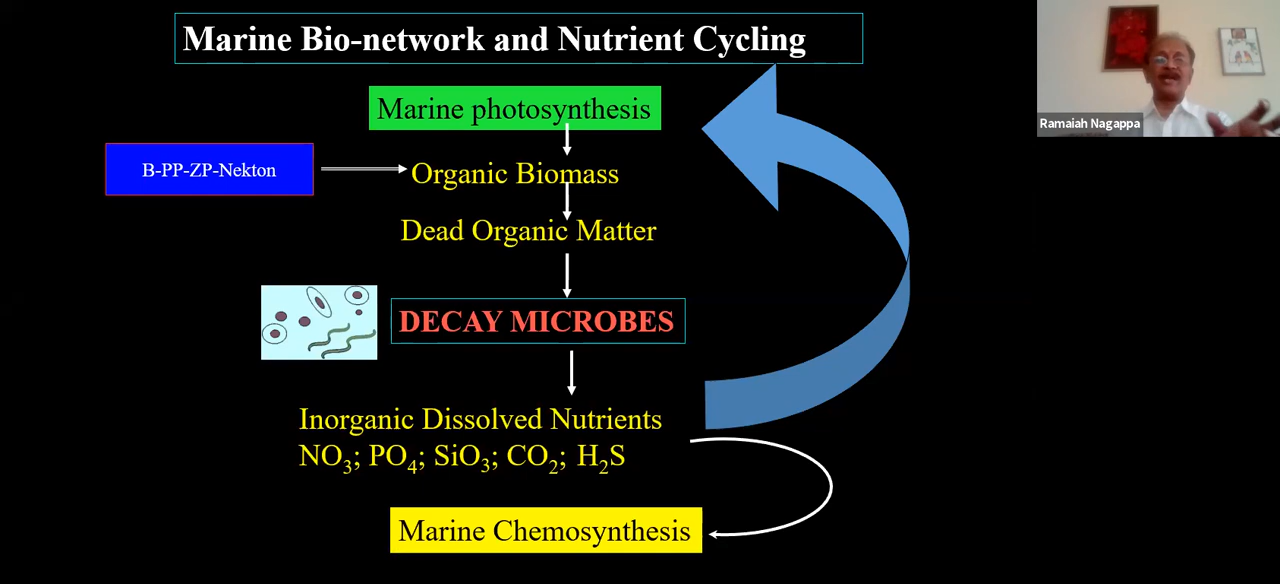 Marine Bio-network and Nutrient Cycling
Ramaiah Nagappa
Marine photosynthesis
B-PP-ZP-Nekton
Organic Biomass
Dead Organic Matter
DECAY MICROBES
Inorganic Dissolved Nutrients
NO₃; PO₄; SiO₃; CO₂; H₂S
Marine Chemosynthesis